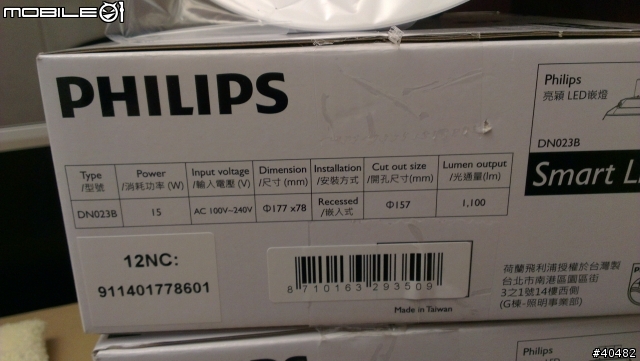 MOBILE01
PHILIPS
Philips
亮穎 LED嵌燈
DN023B
Smart L
Type /型號 Power /消耗功率 (W) Input voltage /輸入電壓 (V) Dimension /尺寸 (mm) Installation /安裝方式 Cut out size /開孔尺寸 (mm) Lumen output /光通量(lm)
DN023B 15 AC 100V~240V Φ177 x78 Recessed /嵌入式 Φ157 1,100
12NC:
911401778601
8 710163 293509
Made in Taiwan
荷蘭飛利浦授權於台灣製
台北市南港區園區街
3之1號14樓西側
(G棟-照明事業部)
PHILIPS
#40482